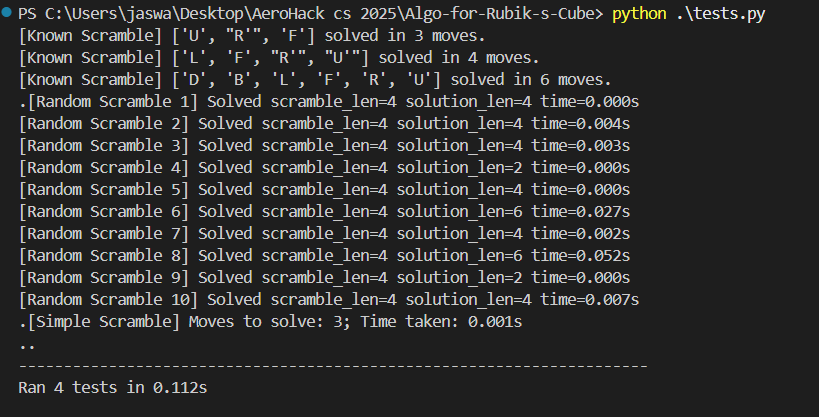 PS C:\Users\jaswa\Desktop\AeroHack cs 2025\Algo-for-Rubik-s-Cube> python .\tests.py
[Known Scramble] ['U', "R'", 'F'] solved in 3 moves.
[Known Scramble] ['L', 'F', "R'", "U'"] solved in 4 moves.
[Known Scramble] ['D', 'B', 'L', 'F', 'R', 'U'] solved in 6 moves.
.[Random Scramble 1] Solved scramble_len=4 solution_len=4 time=0.000s
[Random Scramble 2] Solved scramble_len=4 solution_len=4 time=0.004s
[Random Scramble 3] Solved scramble_len=4 solution_len=4 time=0.003s
[Random Scramble 4] Solved scramble_len=4 solution_len=2 time=0.000s
[Random Scramble 5] Solved scramble_len=4 solution_len=4 time=0.000s
[Random Scramble 6] Solved scramble_len=4 solution_len=6 time=0.027s
[Random Scramble 7] Solved scramble_len=4 solution_len=4 time=0.002s
[Random Scramble 8] Solved scramble_len=4 solution_len=6 time=0.052s
[Random Scramble 9] Solved scramble_len=4 solution_len=2 time=0.000s
[Random Scramble 10] Solved scramble_len=4 solution_len=4 time=0.007s
.[Simple Scramble] Moves to solve: 3; Time taken: 0.001s
..
----------------------------------------------------------------------
Ran 4 tests in 0.112s